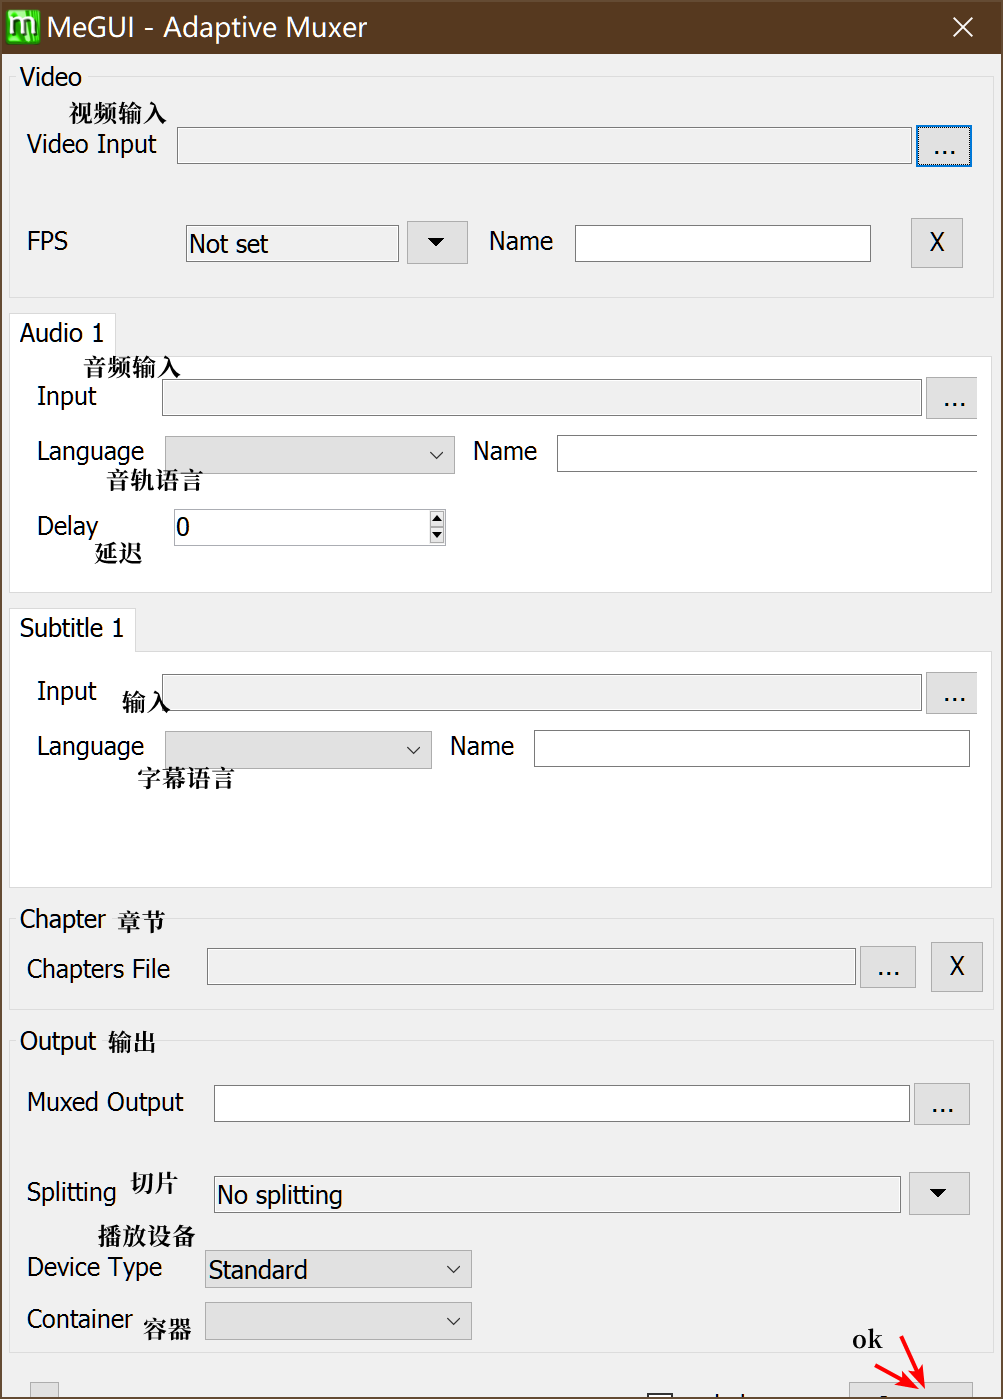 MeGUI - Adaptive Muxer
Video
视频输入
Video Input
...
FPS
Not set
Name
X
Audio 1
音频输入
Input
...
Language
Name
音轨语言
Delay
0
延迟
Subtitle 1
Input
输入
...
Language
Name
字幕语言
Chapter 章节
Chapters File
...
X
Output 输出
Muxed Output
...
Splitting 切片
No splitting
播放设备
Device Type
Standard
Container 容器
ok